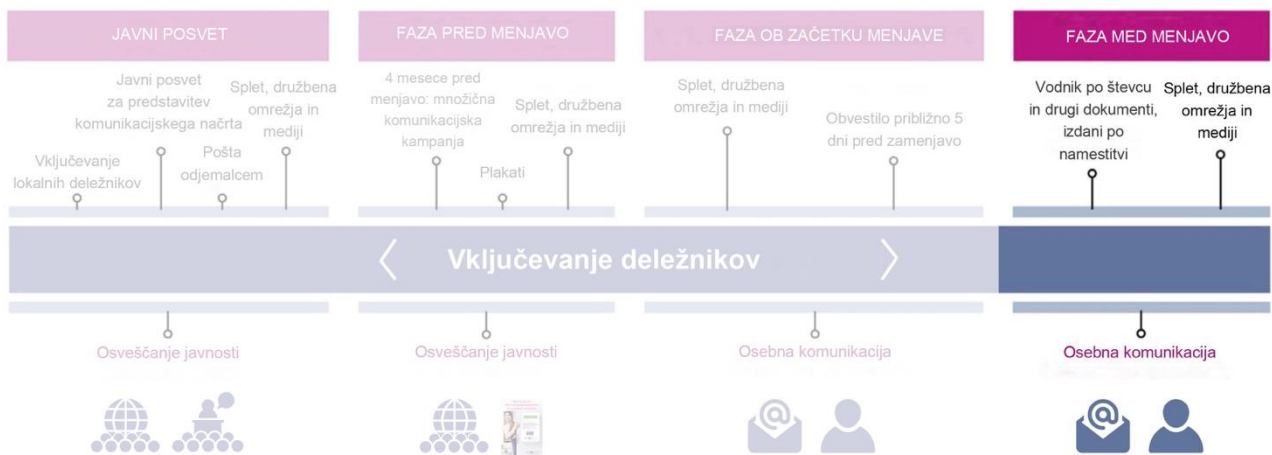 JAVNI POSVET
Javni posvet
za predstavitev
komunikacijskega načrta
Splet, družbena
omrežja in
mediji
Vključevanje
lokalnih deležnikov
Pošta
odjemalcem
FAZA PRED MENJAVO
4 mesece pred
menjavo: množična
komunikacijska
kampanja
Splet, družbena
omrežja in mediji
Plakati
FAZA OB ZAČETKU MENJAVE
Splet, družbena
omrežja in mediji
Obvestilo približno 5
dni pred zamenjavo
FAZA MED MENJAVO
Vodnik po števcu
in drugi dokumenti,
izdani po
namestitvi
Splet, družbena
omrežja in
mediji
Vključevanje deležnikov
Osveščanje javnosti
Osveščanje javnosti
Osebna komunikacija
Osebna komunikacija